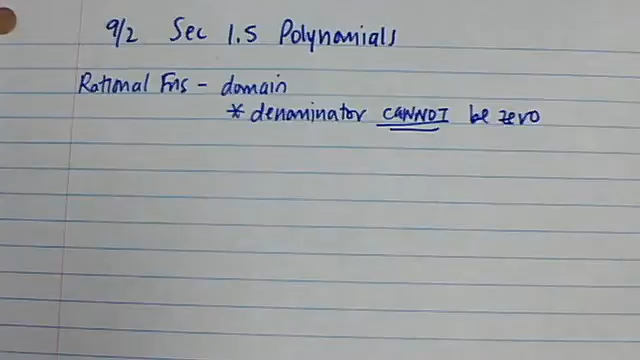 9/2 Sec 1.5 Polynomials
Rational Fns - domain
* denominator CANNOT be zero